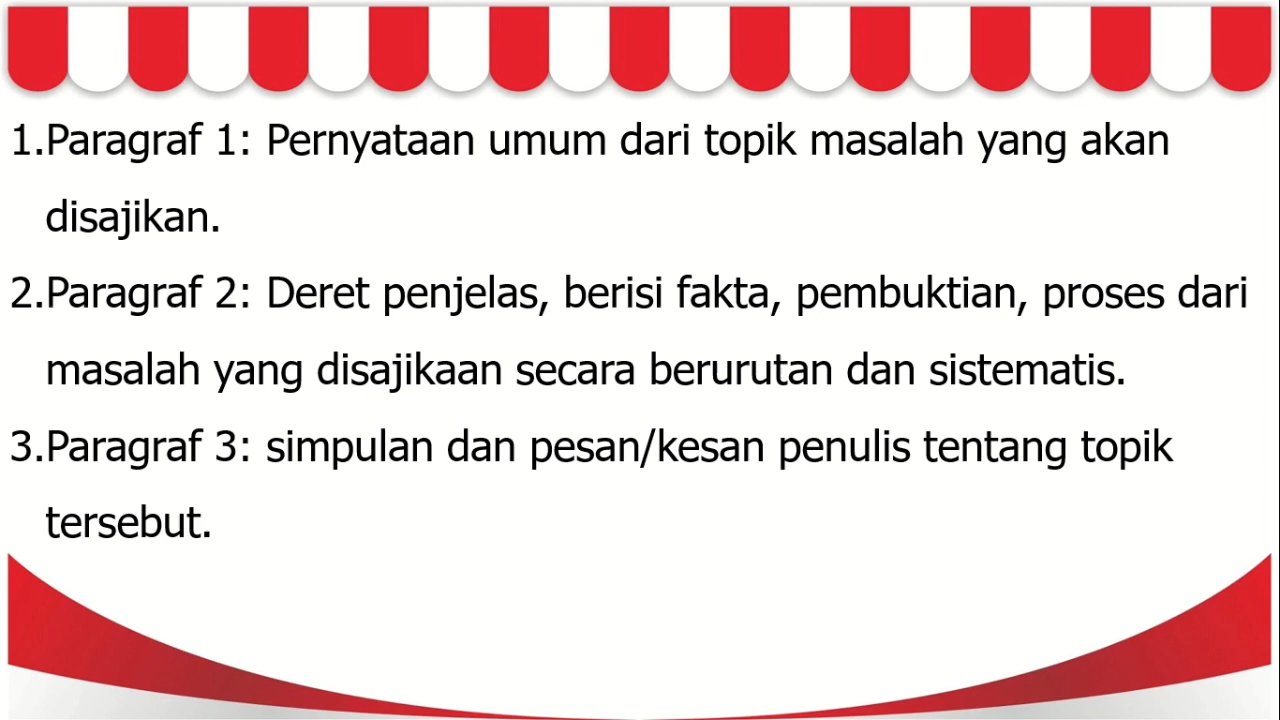 1.Paragraf 1: Pernyataan umum dari topik masalah yang akan
disajikan.
2.Paragraf 2: Deret penjelas, berisi fakta, pembuktian, proses dari
masalah yang disajikaan secara berurutan dan sistematis.
3.Paragraf 3: simpulan dan pesan/kesan penulis tentang topik
tersebut.